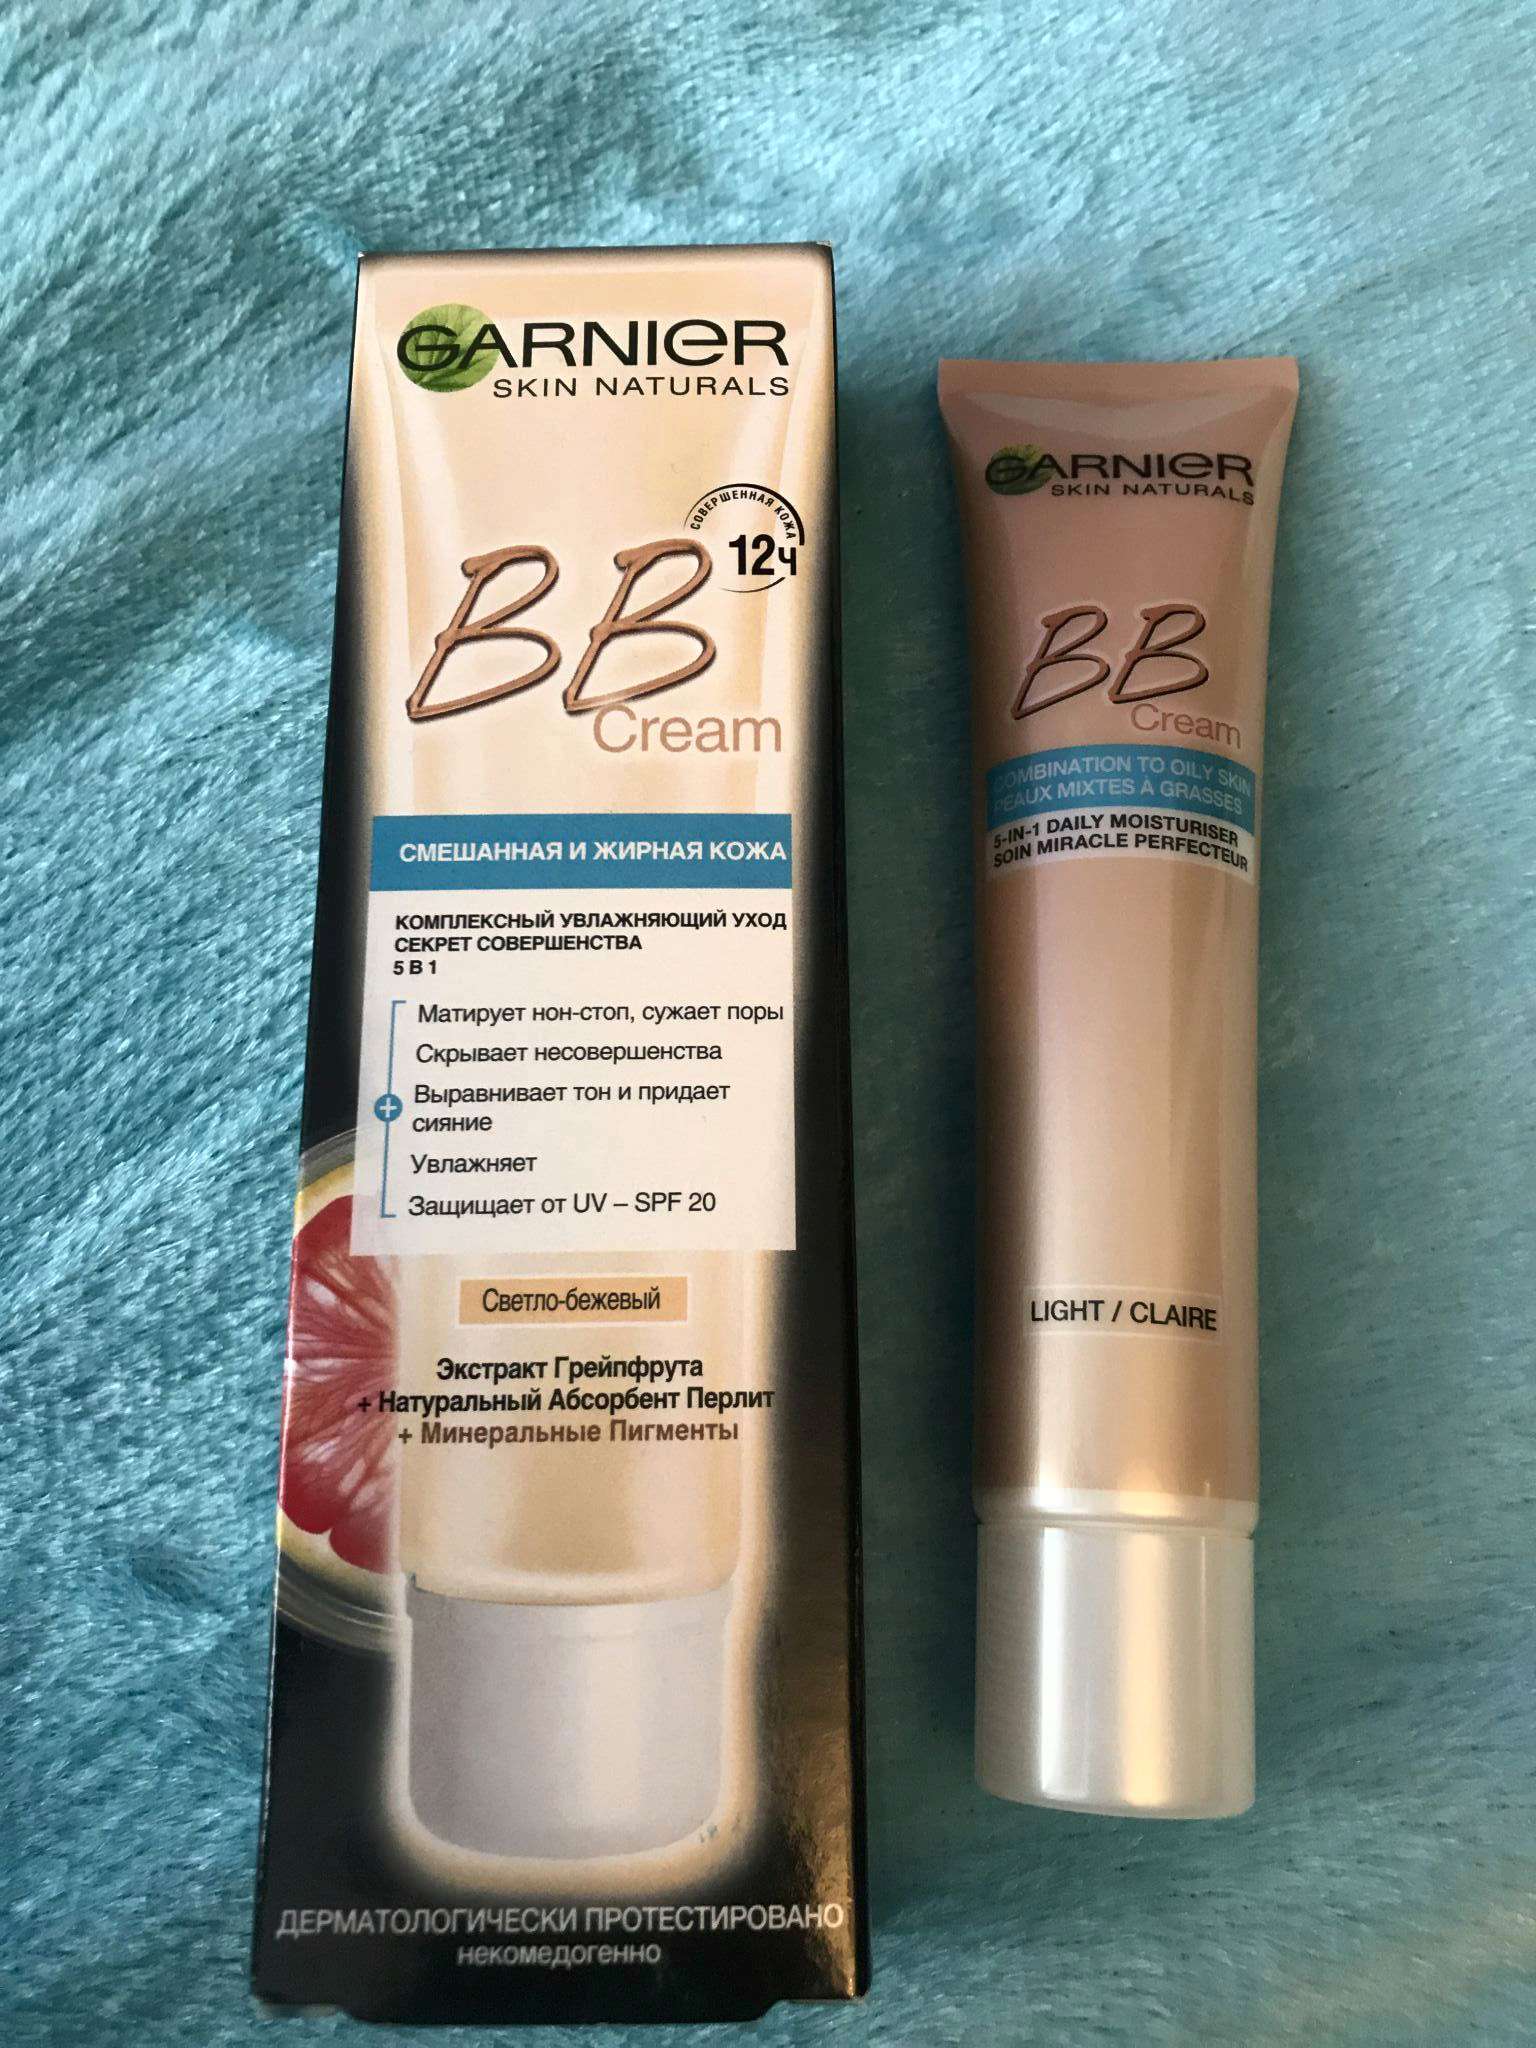 GARNIER
SKIN NATURALS
СОВЕРШЕННАЯ КОЖА
12ч
BB
Cream
СМЕШАННАЯ И ЖИРНАЯ КОЖА
КОМПЛЕКСНЫЙ УВЛАЖНЯЮЩИЙ УХОД
СЕКРЕТ СОВЕРШЕНСТВА
5 В 1
Матирует нон-стоп, сужает поры
Скрывает несовершенства
+ Выравнивает тон и придает
сияние
Увлажняет
Защищает от UV – SPF 20
Светло-бежевый
Экстракт Грейпфрута
+ Натуральный Абсорбент Перлит
+ Минеральные Пигменты
ДЕРМАТОЛОГИЧЕСКИ ПРОТЕСТИРОВАНО
некомедогенно
GARNIER
SKIN NATURALS
BB
Cream
COMBINATION TO OILY SKIN
PEAUX MIXTES À GRASSES
5-IN-1 DAILY MOISTURISER
SOIN MIRACLE PERFECTEUR
LIGHT / CLAIRE